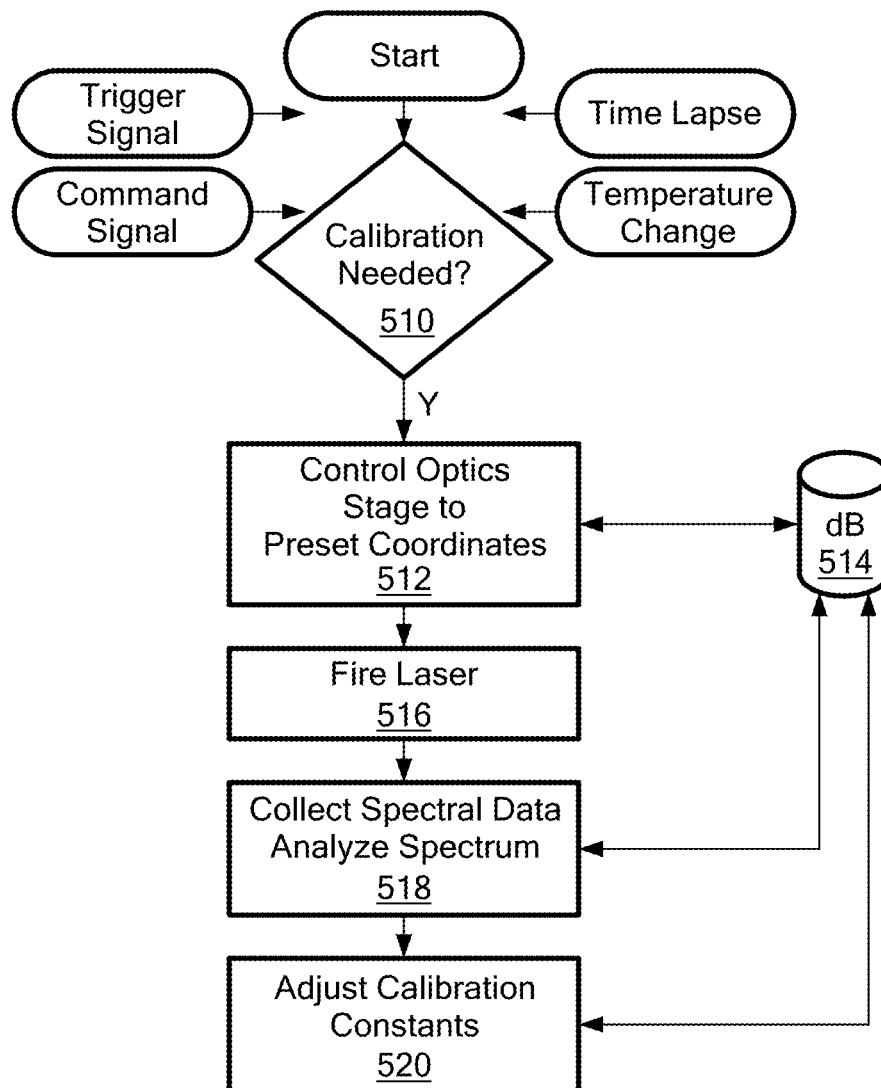 Start
Trigger
Signal
Time Lapse
Command
Signal
Temperature
Change
Calibration
Needed?
510
Y
Control Optics
Stage to
Preset Coordinates
512
dB
514
Fire Laser
516
Collect Spectral Data
Analyze Spectrum
518
Adjust Calibration
Constants
520